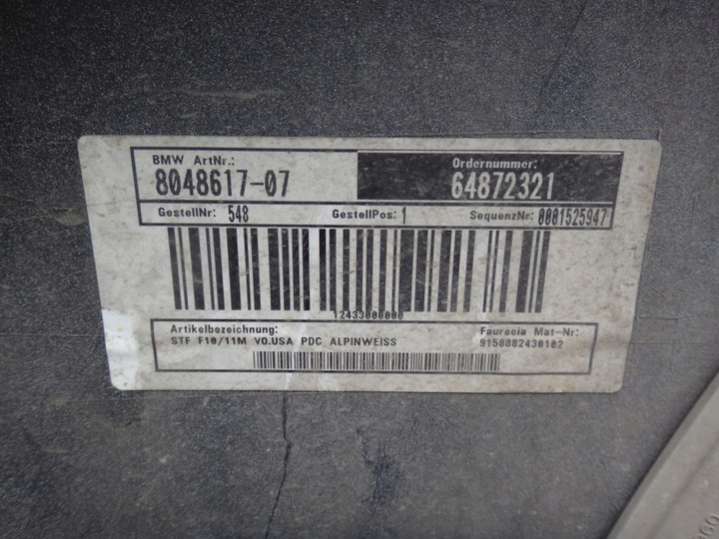 BMW ArtNr.:
8048617-07
Ordernummer:
64872321
GestellNr: 548
GestellPos: 1
SequenzNr: 0001525947
12433000000
Artikelbezeichnung:
STF F10/11M VO.USA PDC ALPINWEISS
Faurecia Mat-Nr:
9150082430102